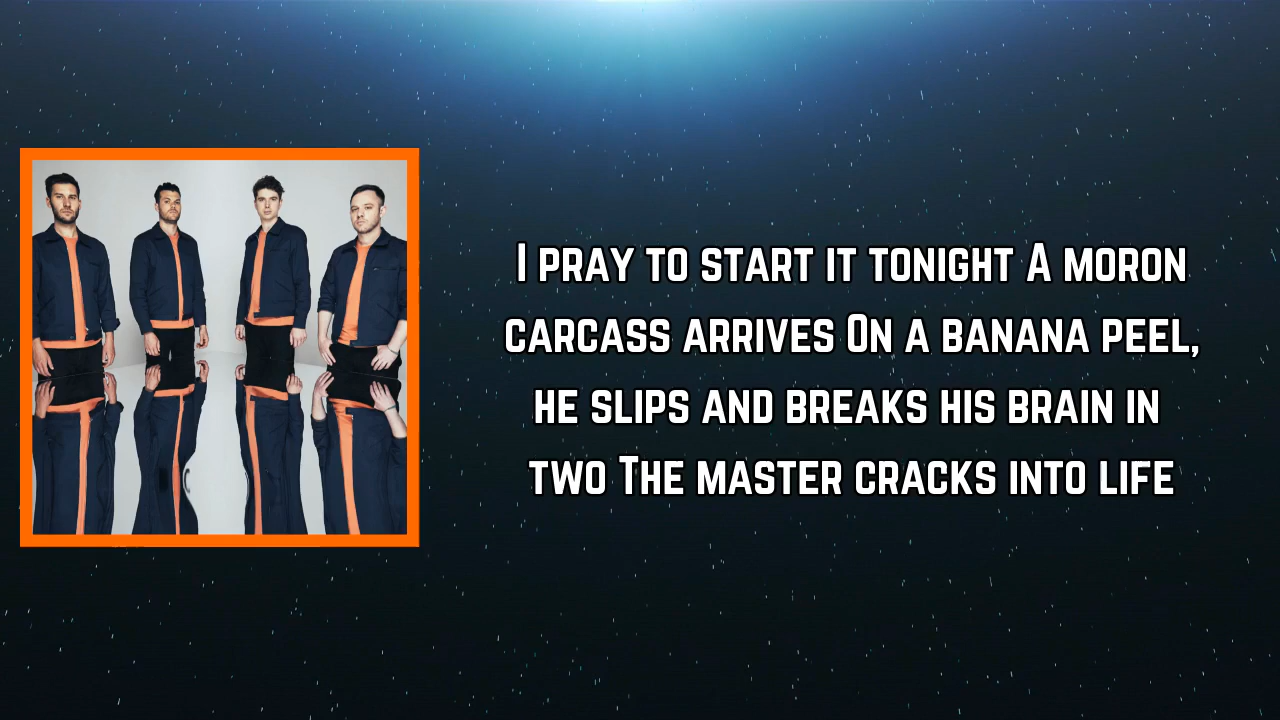 I pray to start it tonight A moron
carcass arrives On a banana peel,
he slips and breaks his brain in
two The master cracks into life